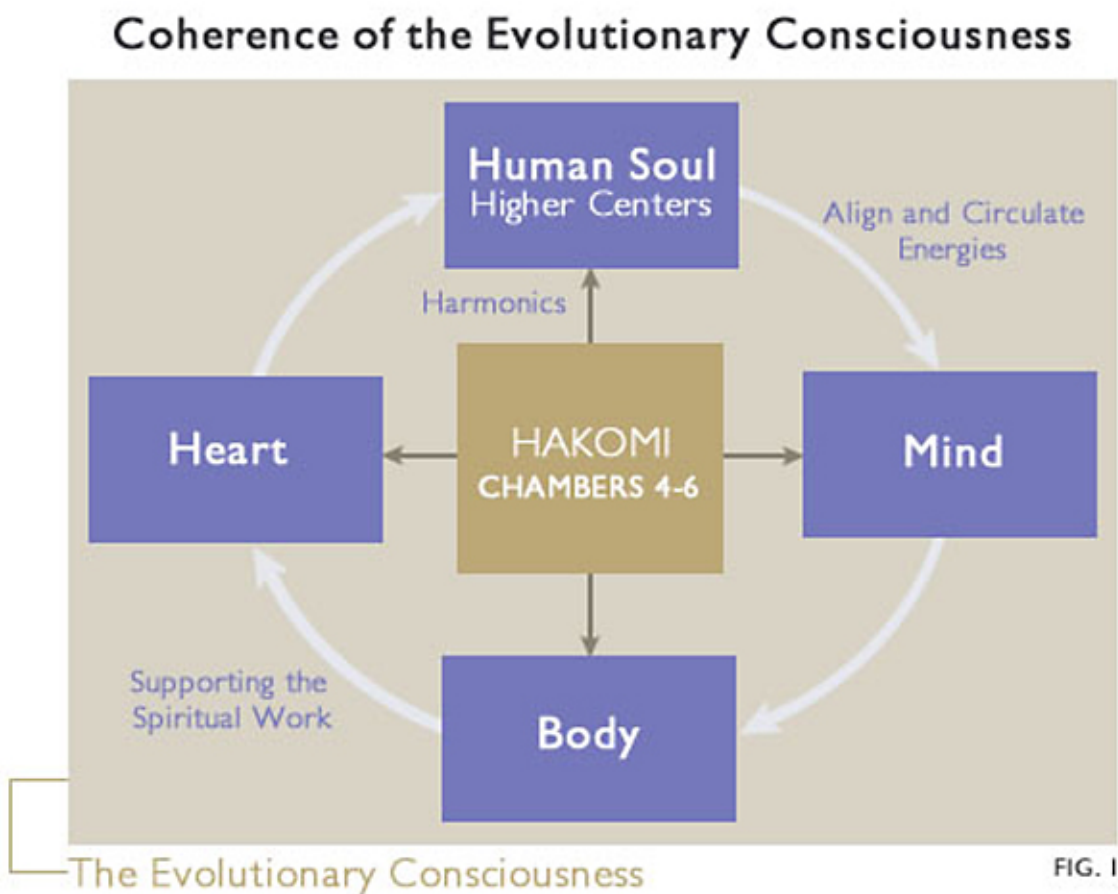 Coherence of the Evolutionary Consciousness
Human Soul
Higher Centers
Align and Circulate
Energies
Harmonics
Heart
HAKOMI
CHAMBERS 4-6
Mind
Supporting the
Spiritual Work
Body
The Evolutionary Consciousness
FIG. 1